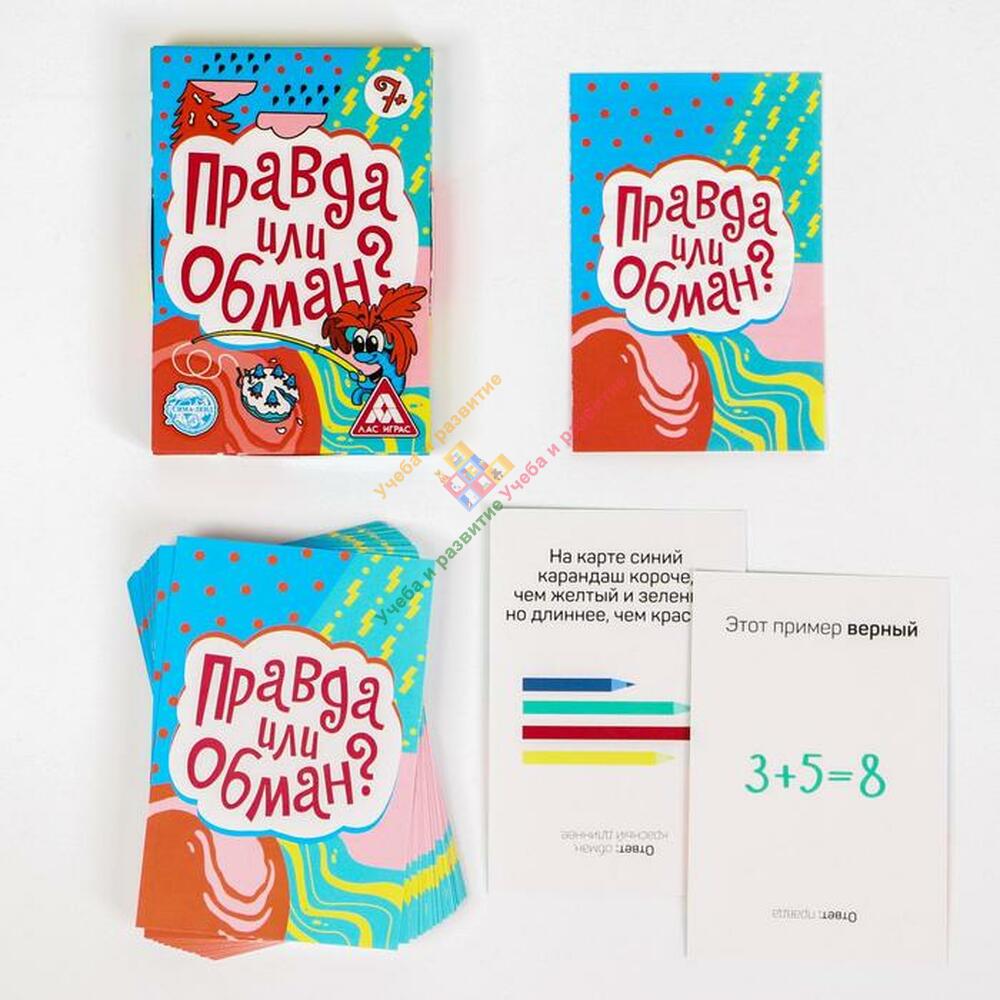 7+
Правда
или
Обман?
СИМА-ЛЕНД
ЛАС ИГРАС
Правда
или
Обман?
Учеба и развитие
Учеба и развитие
Учеба и развитие
Правда
или
Обман?
На карте синий
карандаш короче,
чем желтый и зелен
но длиннее, чем крас
Ответ: обман,
красный длиннее
Этот пример верный
3+5=8
Ответ: правда